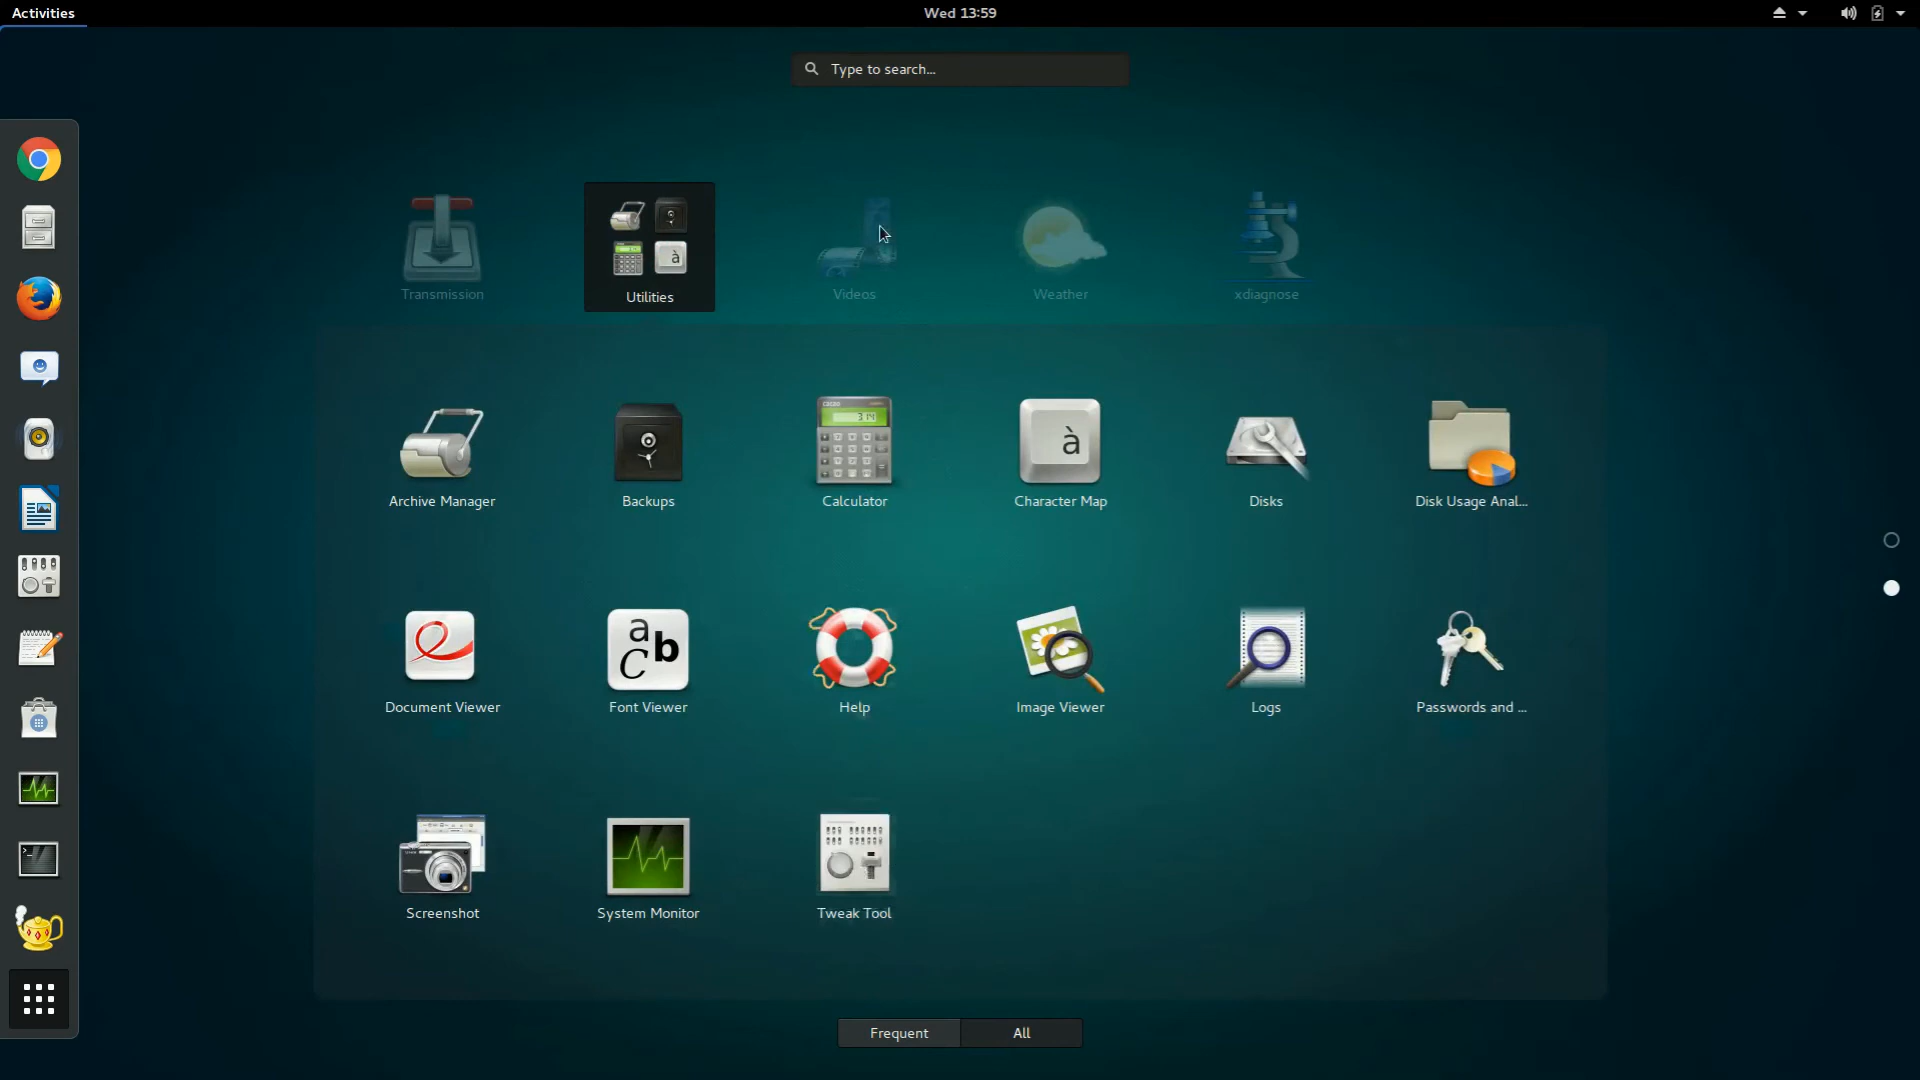 Activities
Wed 13:59
Type to search...
Transmission
Utilities
Videos
Weather
xdiagnose
Archive Manager
Backups
Calculator
Character Map
Disks
Disk Usage Anal...
Document Viewer
Font Viewer
Help
Image Viewer
Logs
Passwords and ...
Screenshot
System Monitor
Tweak Tool
Frequent
All